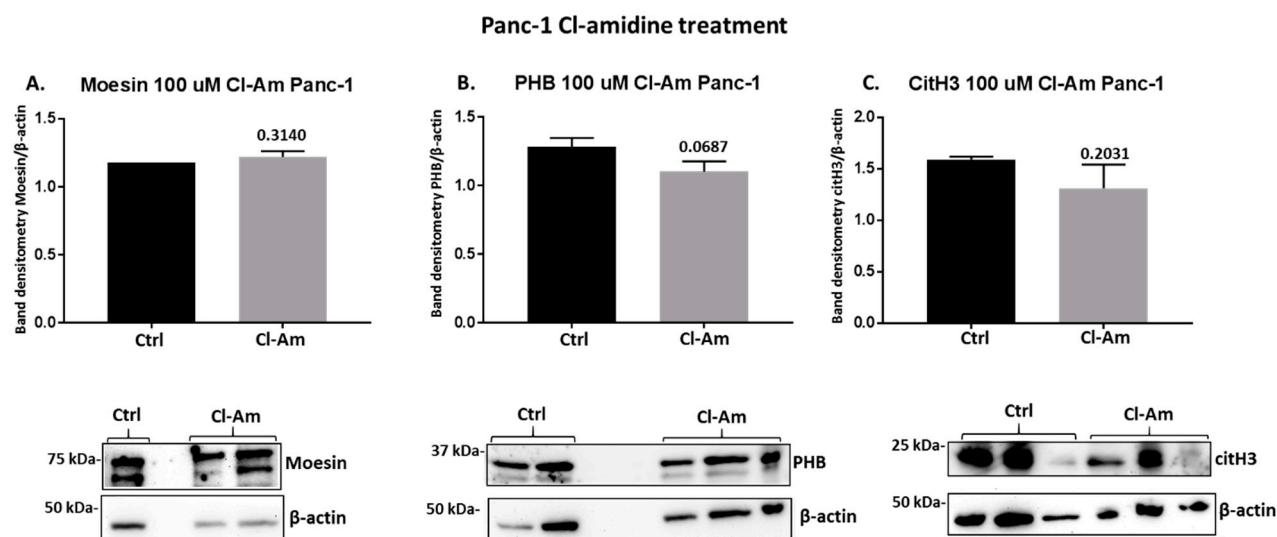 Panc-1 Cl-amidine treatment
A. Moesin 100 uM Cl-Am Panc-1
Band densitometry Moesin/β-actin
1.5
1.0
0.5
0.0
0.3140
Ctrl Cl-Am
B. PHB 100 uM Cl-Am Panc-1
Band densitometry PHB/β-actin
1.5
1.0
0.5
0.0
0.0687
Ctrl Cl-Am
C. CitH3 100 uM Cl-Am Panc-1
Band densitometry citH3/β-actin
2.0
1.5
1.0
0.5
0.0
0.2031
Ctrl Cl-Am
Ctrl Cl-Am
75 kDa- Moesin
50 kDa- β-actin
Ctrl Cl-Am
37 kDa- PHB
50 kDa- β-actin
Ctrl Cl-Am
25 kDa- citH3
50 kDa- β-actin